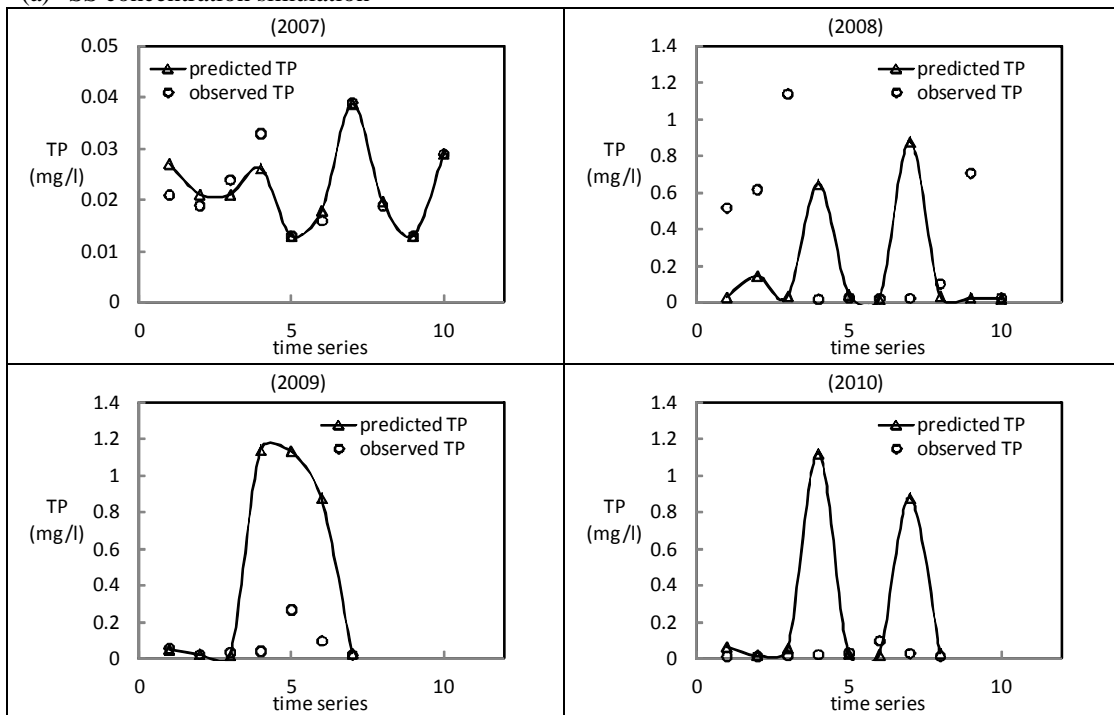 (a) SS concentration simulation
(2007)
0.05
0.04
0.03
0.02
0.01
0
TP
(mg/l)
predicted TP
observed TP
0 5 10
time series
(2008)
1.4
1.2
1
0.8
0.6
0.4
0.2
0
TP
(mg/l)
predicted TP
observed TP
0 5 10
time series
(2009)
1.4
1.2
1
0.8
0.6
0.4
0.2
0
TP
(mg/l)
predicted TP
observed TP
0 5 10
time series
(2010)
1.4
1.2
1
0.8
0.6
0.4
0.2
0
TP
(mg/l)
predicted TP
observed TP
0 5 10
time series